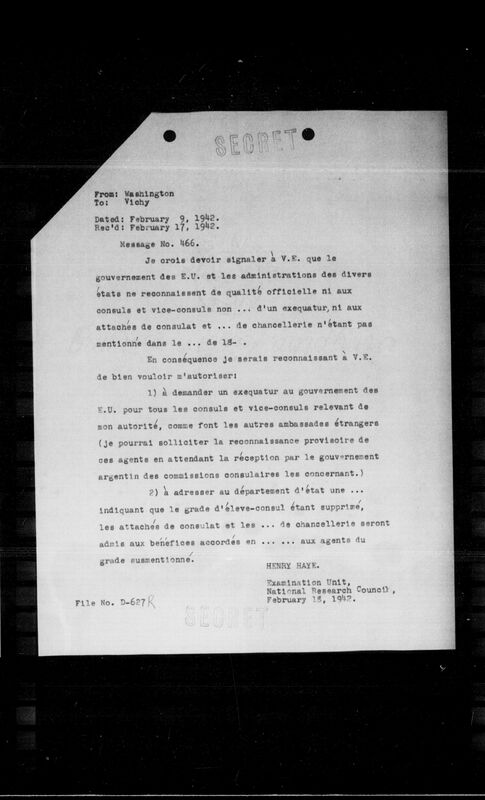 SECRET
From: Washington
To: Vichy
Dated: February 9, 1942.
Rec'd: February 17, 1942.
Message No. 466.
Je crois devoir signaler à V.E. que le
gouvernement des E.U. et les administrations des divers
états ne reconnaissent de qualité officielle ni aux
consuls et vice-consuls non ... d'un exequatur, ni aux
attachés de consulat et ... de chancellerie n'étant pas
mentionné dans le ... de 18- .
En conséquence je serais reconnaissant à V.E.
de bien vouloir m'autoriser:
1) à demander un exequatur au gouvernement des
E.U. pour tous les consuls et vice-consuls relevant de
mon autorité, comme font les autres ambassades étrangers
(je pourrai solliciter la reconnaissance provisoire de
ces agents en attendant la réception par le gouvernement
argentin des commissions consulaires les concernant.)
2) à adresser au département d'état une ...
indiquant que le grade d'éleve-consul étant supprimé,
les attachés de consulat et les ... de chancellerie seront
admis aux bénéfices accordés en ... ... aux agents du
grade susmentionné.
HENRY HAYE.
Examination Unit,
National Research Council,
February 18, 1942.
File No. D-627 R
SECRET